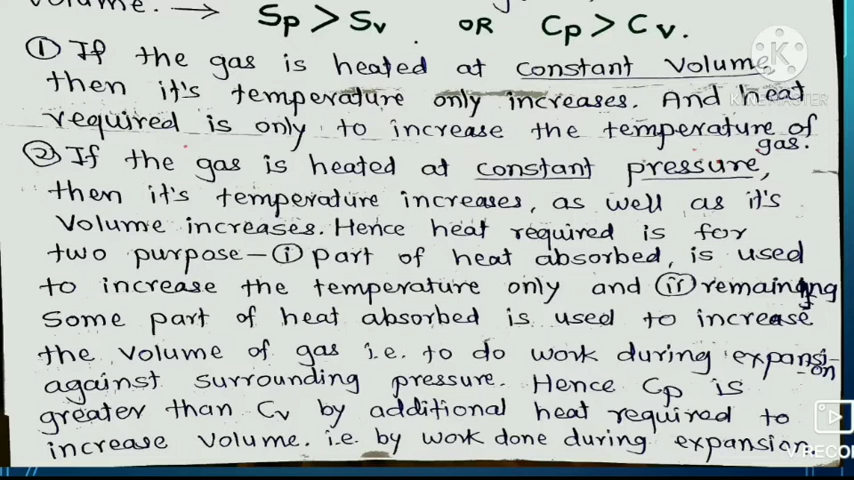 volume. → Sp > Sv OR Cp > Cv.
① If the gas is heated at constant volume,
then it's temperature only increases. And heat
required is only to increase the temperature of
gas.
② If the gas is heated at constant pressure,
then it's temperature increases, as well as it's
Volume increases. Hence heat required is for
two purpose - ⓘ part of heat absorbed, is used
to increase the temperature only and ⓘⓘ remaining
Some part of heat absorbed is used to increase
the volume of gas i.e. to do work during expansi-
-on
against surrounding pressure. Hence Cp is
greater than Cv by additional heat required to
increase volume. i.e. by work done during expansion
KINEMASTER
V RECO